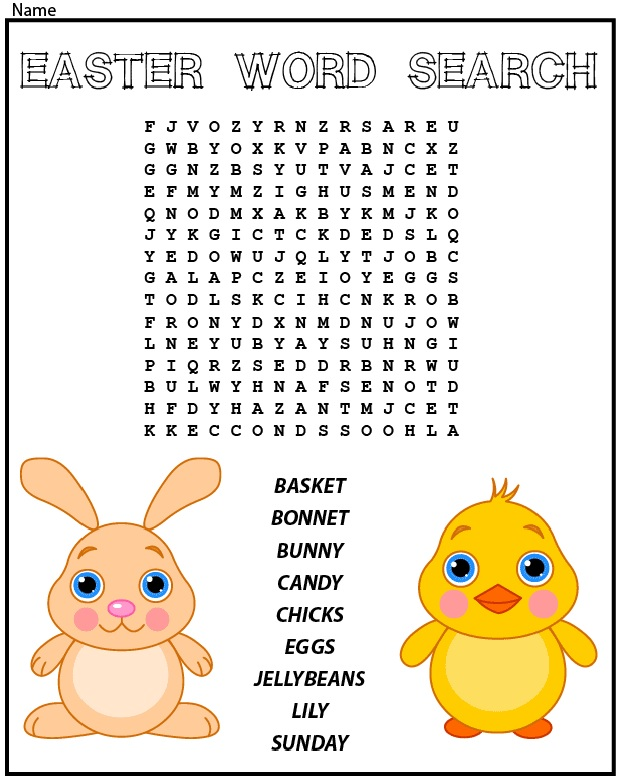 Name
EASTER WORD SEARCH
F J V O Z Y R N Z R S A R E U
G W B Y O X K V P A B N C X Z
G G N Z B S Y U T V A J C E T
E F M Y M Z I G H U S M E N D
Q N O D M X A K B Y K M J K O
J Y K G I C T C K D E D S L Q
Y E D O W U J Q L Y T J O B C
G A L A P C Z E I O Y E G G S
T O D L S K C I H C N K R O B
F R O N Y D X N M D N U J O W
L N E Y U B Y A Y S U H N G I
P I Q R Z S E D D R B N R W U
B U L W Y H N A F S E N O T D
H F D Y H A Z A N T M J C E T
K K E C C O N D S S O O H L A
BASKET
BONNET
BUNNY
CANDY
CHICKS
EGGS
JELLYBEANS
LILY
SUNDAY